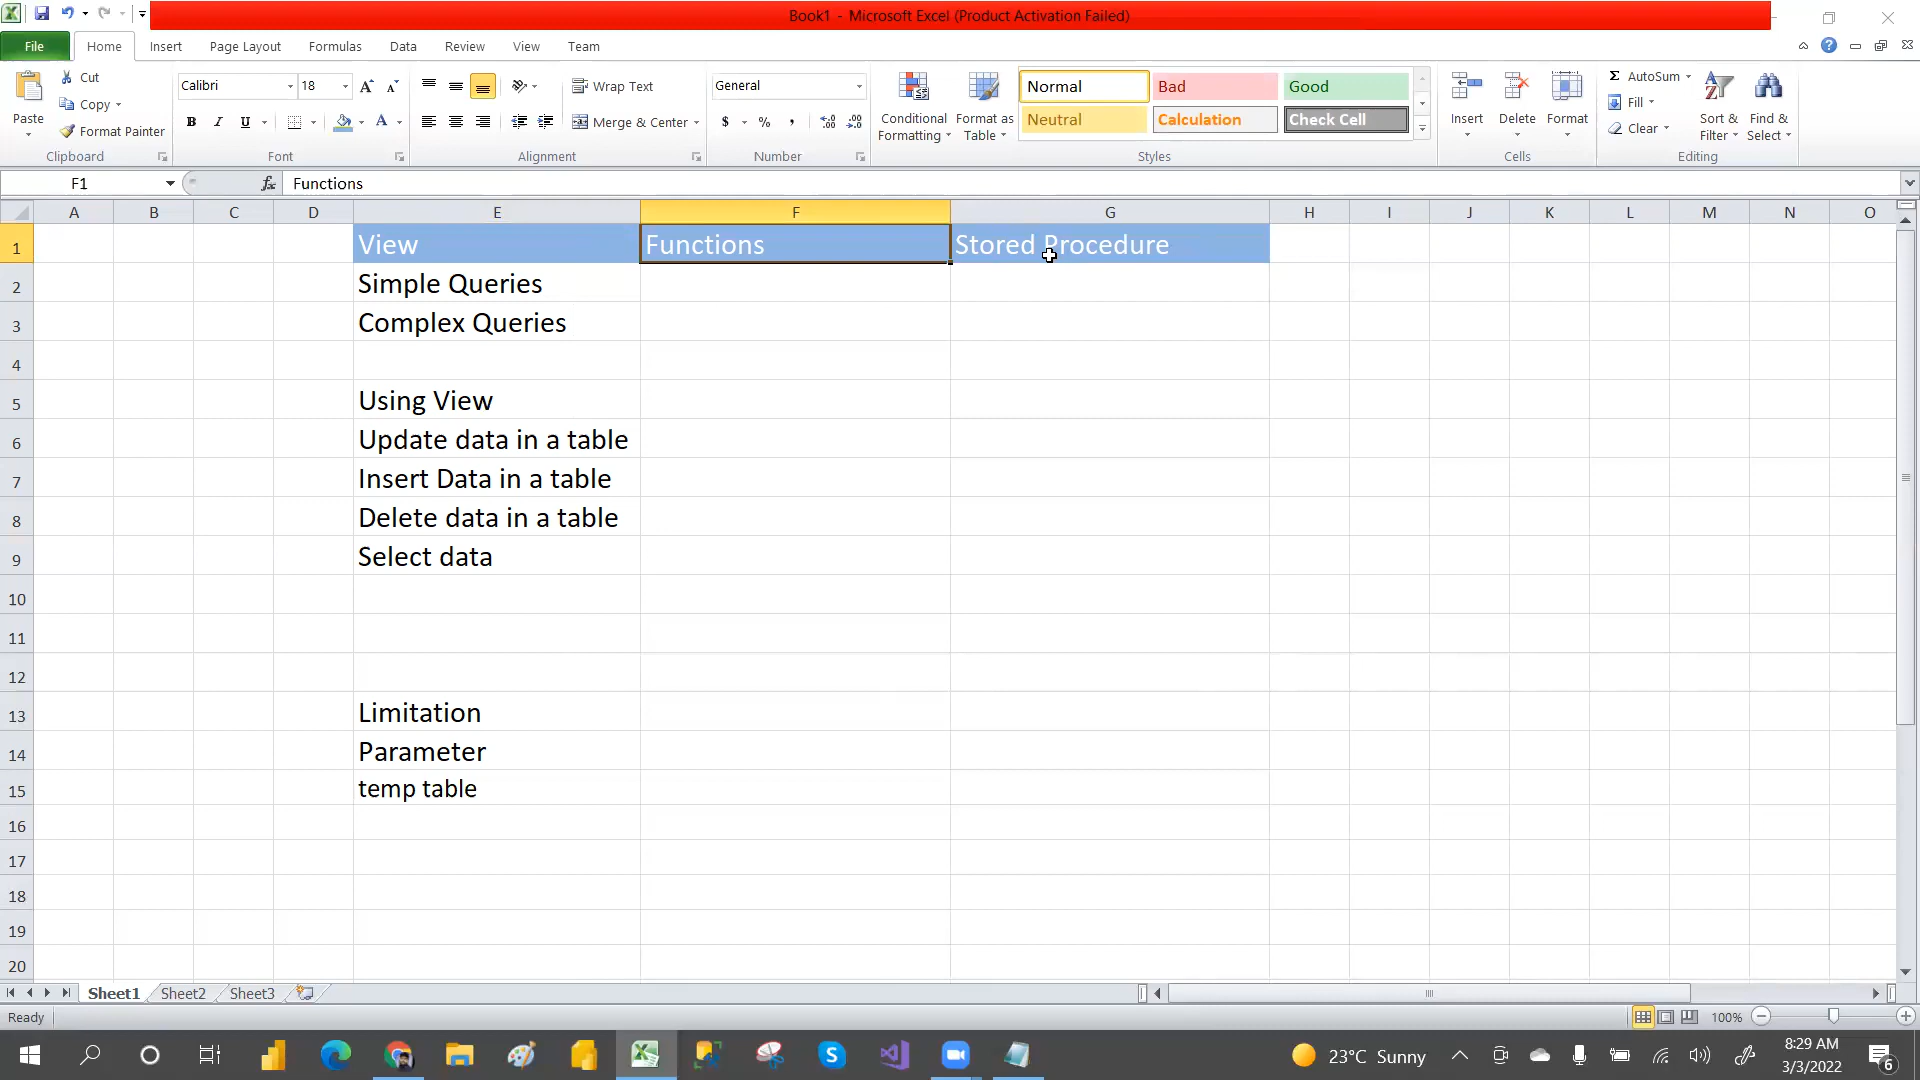 Book1 - Microsoft Excel (Product Activation Failed)
File Home Insert Page Layout Formulas Data Review View Team
Paste
Cut
Copy
Format Painter
Clipboard
Calibri 18
B I U
Font
Wrap Text
Merge & Center
Alignment
General
$ % ,
Number
Conditional Formatting
Format as Table
Normal Bad Good
Neutral Calculation Check Cell
Styles
Insert Delete Format
Cells
AutoSum
Fill
Clear
Sort & Filter
Find & Select
Editing
F1 fx Functions
A B C D E F G H I J K L M N O
1 View Functions Stored Procedure
2 Simple Queries
3 Complex Queries
4
5 Using View
6 Update data in a table
7 Insert Data in a table
8 Delete data in a table
9 Select data
10
11
12
13 Limitation
14 Parameter
15 temp table
16
17
18
19
20
Sheet1 Sheet2 Sheet3
Ready 100%
23°C Sunny
8:29 AM
3/3/2022
6